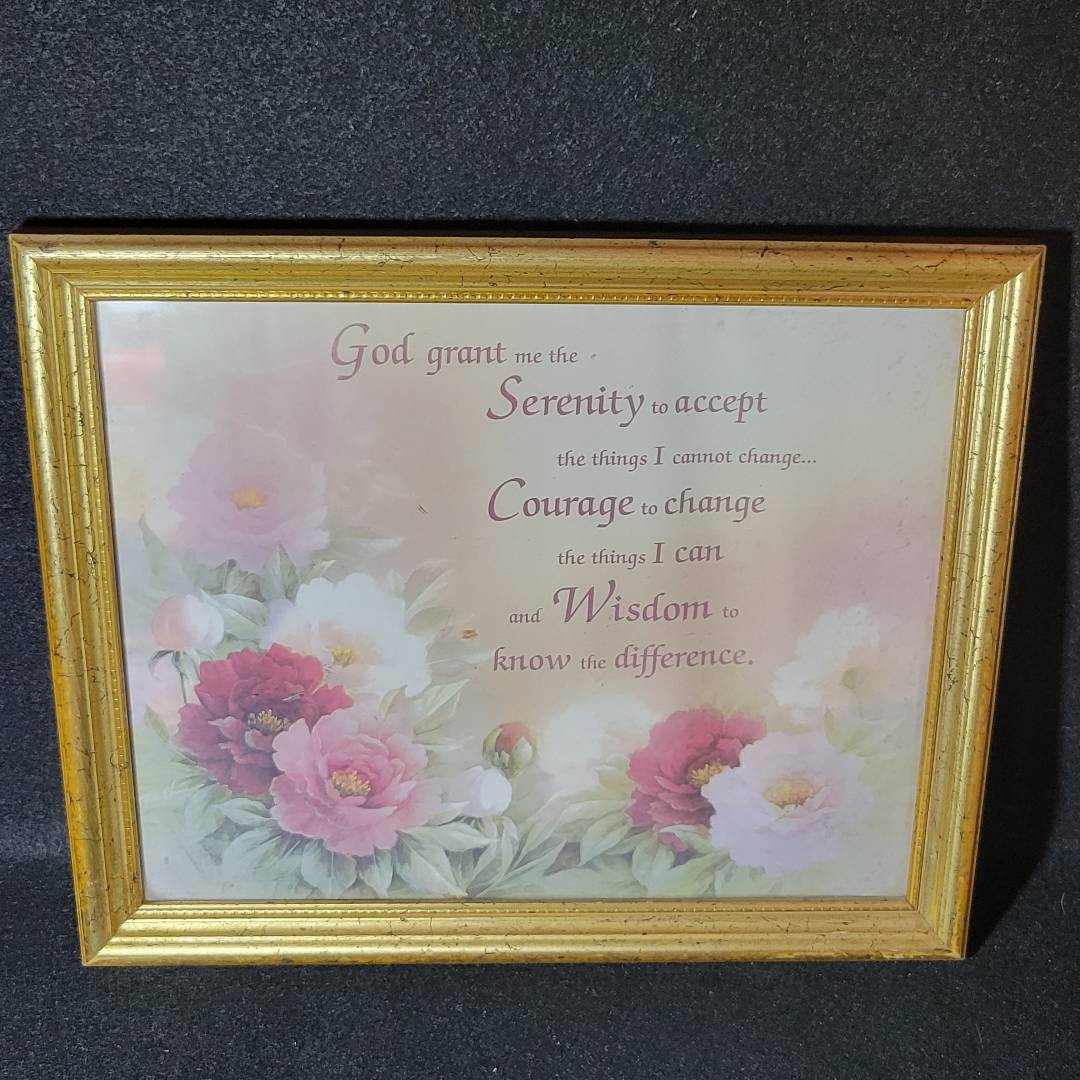 God grant me the
Serenity to accept
the things I cannot change...
Courage to change
the things I can
and Wisdom to
know the difference.